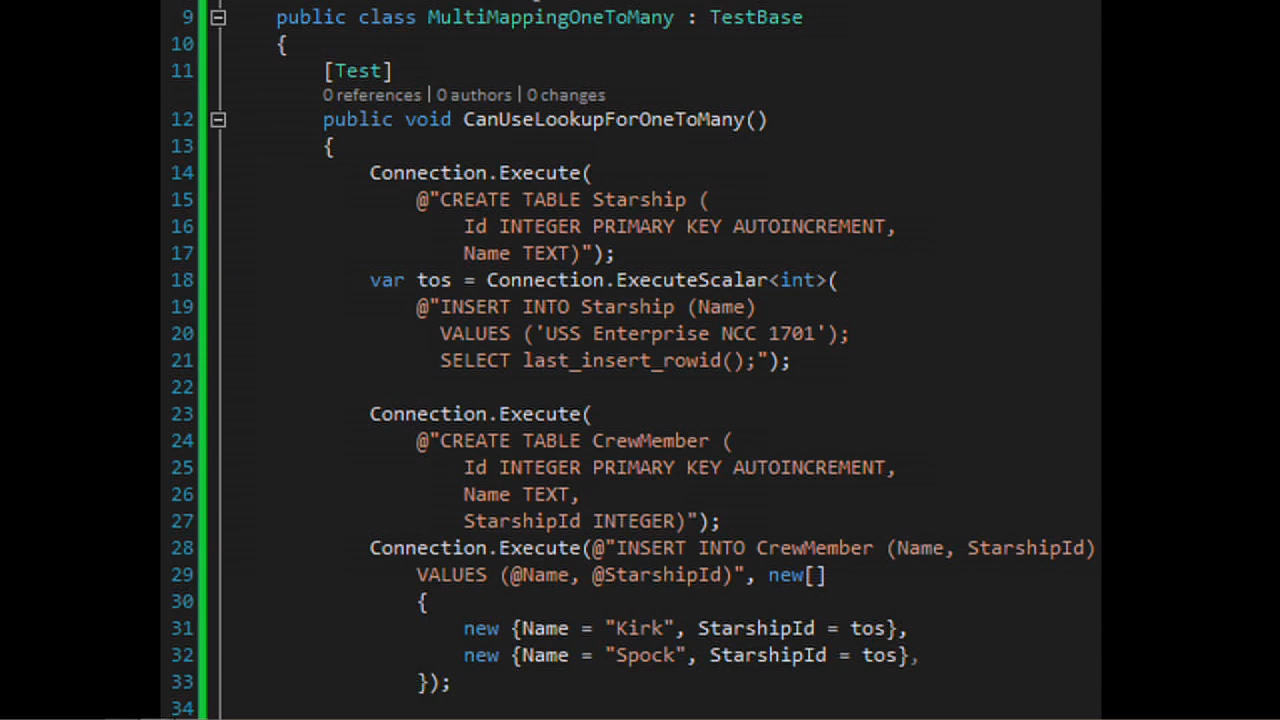 9 public class MultiMappingOneToMany : TestBase
10 {
11 [Test]
0 references | 0 authors | 0 changes
12 public void CanUseLookupForOneToMany()
13 {
14 Connection.Execute(
15 @"CREATE TABLE Starship (
16 Id INTEGER PRIMARY KEY AUTOINCREMENT,
17 Name TEXT)");
18 var tos = Connection.ExecuteScalar<int>(
19 @"INSERT INTO Starship (Name)
20 VALUES ('USS Enterprise NCC 1701');
21 SELECT last_insert_rowid();");
22
23 Connection.Execute(
24 @"CREATE TABLE CrewMember (
25 Id INTEGER PRIMARY KEY AUTOINCREMENT,
26 Name TEXT,
27 StarshipId INTEGER)");
28 Connection.Execute(@"INSERT INTO CrewMember (Name, StarshipId)
29 VALUES (@Name, @StarshipId)", new[]
30 {
31 new {Name = "Kirk", StarshipId = tos},
32 new {Name = "Spock", StarshipId = tos},
33 });
34